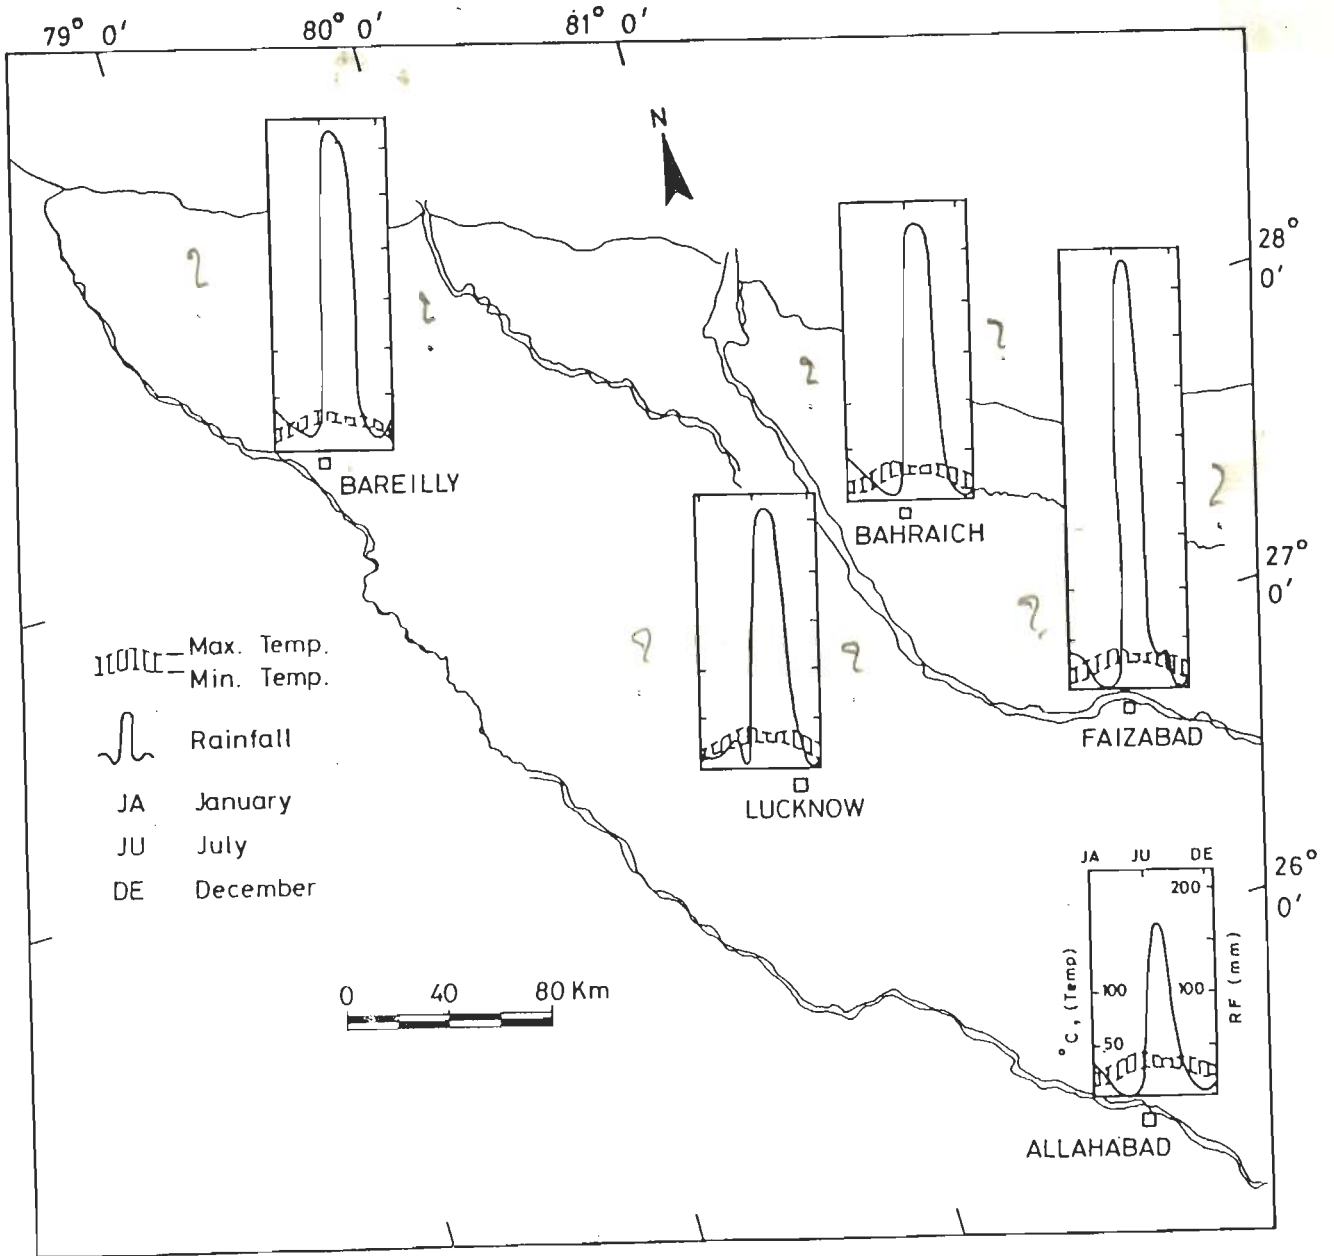 79° 0′
80° 0′
81° 0′
N
28°
0′
BAREILLY
BAHRAICH
27°
0′
FAIZABAD
LUCKNOW
Max. Temp.
Min. Temp.
Rainfall
JA January
JU July
DE December
26°
0′
JA JU DE
200
100 100
50
°C, (Temp)
RF (mm)
0 40 80 Km
ALLAHABAD